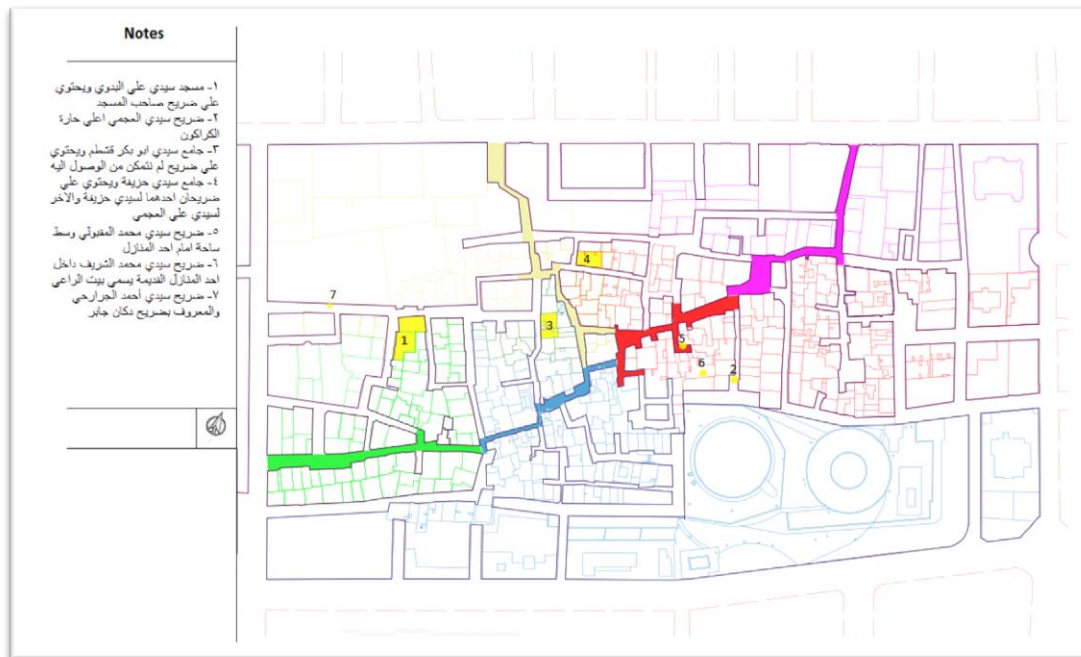 Notes
١- مسجد سيدي علي البدوي ويحتوي
علي ضريح صاحب المسجد
٢- ضريح سيدي العجمي اعلي حارة
الكراكون
٣- جامع سيدي ابو بكر قشطم ويحتوي
علي ضريح لم نتمكن من الوصول اليه
٤- جامع سيدي حزيفة ويحتوي علي
ضريحان احدهما لسيدي حزيفة والاخر
لسيدي علي العجمي
٥- ضريح سيدي محمد المقبولي وسط
ساحة امام احد المنازل
٦- ضريح سيدي محمد الشريف داخل
احد المنازل القديمة يسمي بيت الراعي
٧- ضريح سيدي أحمد الجرارحي
والمعروف بضريح دكان جابر
4
7
3
1
5
6
2